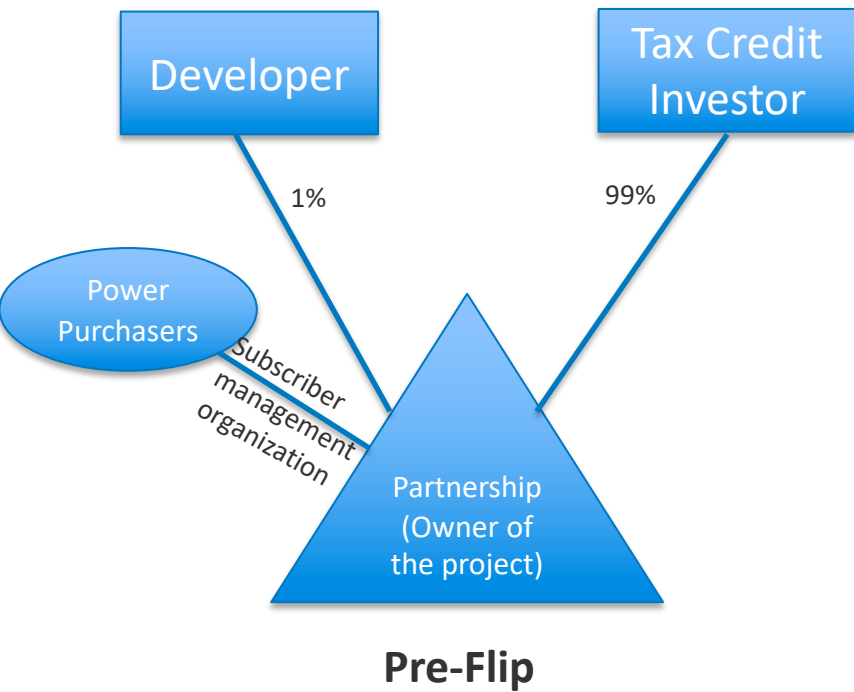 Developer
Tax Credit
Investor
1%
99%
Power
Purchasers
Subscriber
management
organization
Partnership
(Owner of
the project)
Pre-Flip